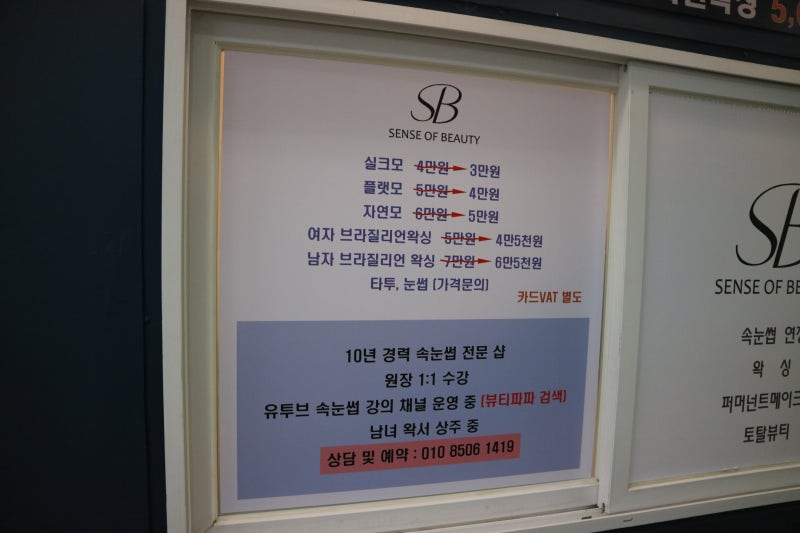 SB
SENSE OF BEAUTY
실크모 4만원 3만원
플랫모 5만원 4만원
자연모 6만원 5만원
여자 브라질리언왁싱 5만원 4만5천원
남자 브라질리언 왁싱 7만원 6만5천원
타투, 눈썹 (가격문의)
카드VAT 별도
10년 경력 속눈썹 전문 샵
원장 1:1 수강
유투브 속눈썹 강의 채널 운영 중 (뷰티파파 검색)
남녀 왁서 상주 중
상담 및 예약 : 010 8506 1419
SENSE OF BE
속눈썹
왁 싱
퍼머넌트메이크
토탈뷰티